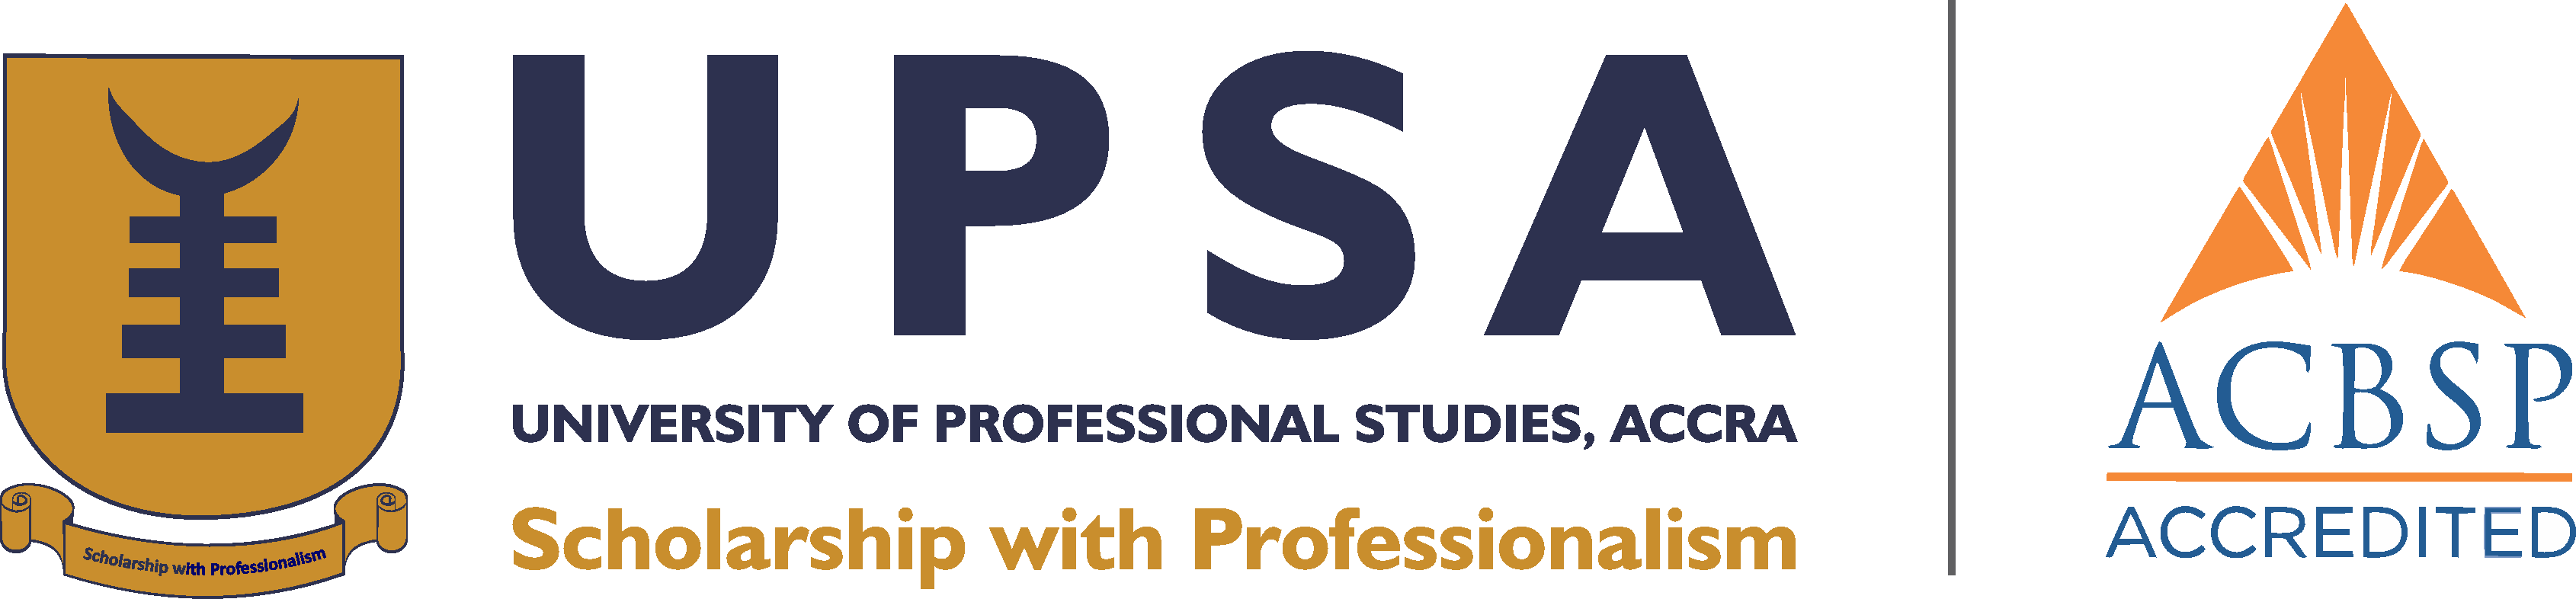 UPSA
UNIVERSITY OF PROFESSIONAL STUDIES, ACCRA
Scholarship with Professionalism
Scholarship with Professionalism
ACBSP
ACCREDITED